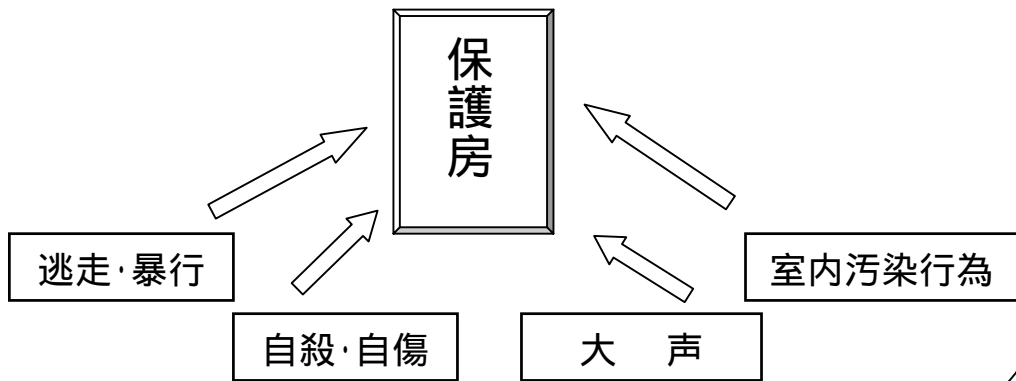 保護房
逃走・暴行
室内汚染行為
自殺・自傷
大　声